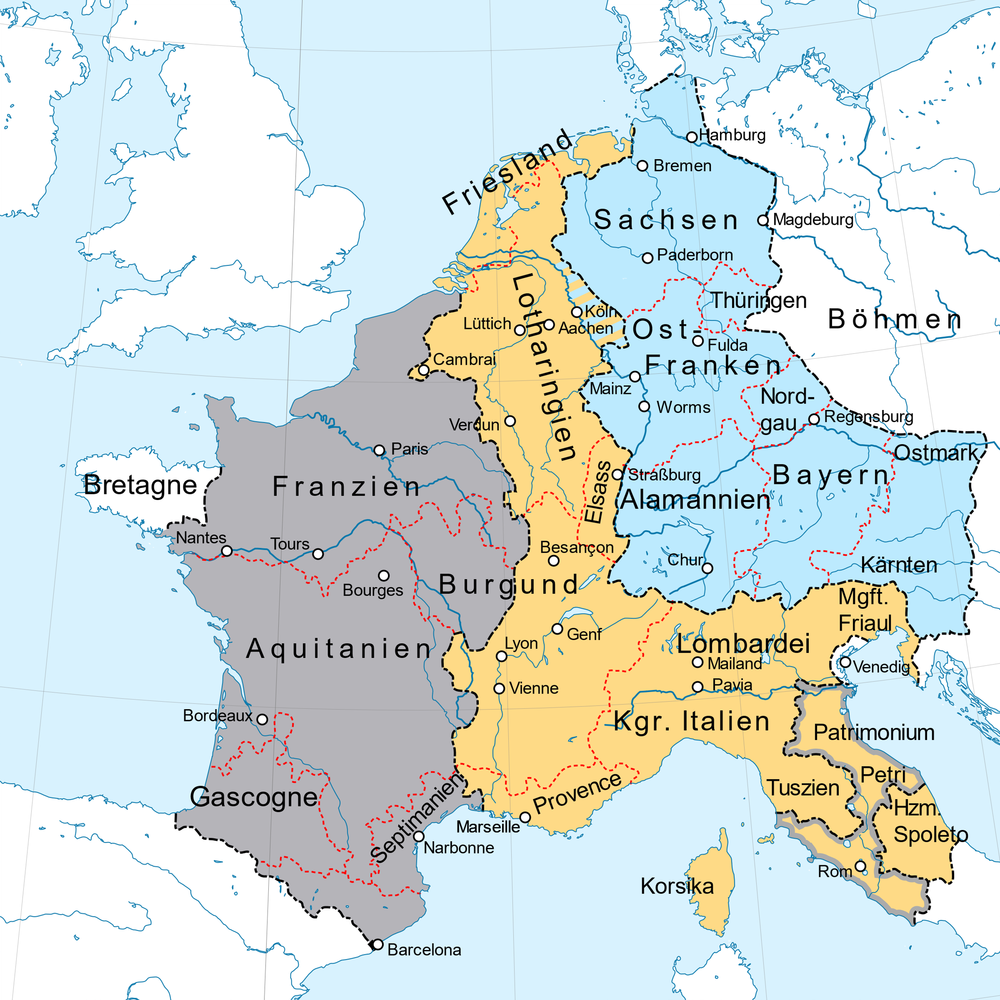 Hamburg
Friesland
Bremen
Sachsen
Magdeburg
Paderborn
Lotharingien
Thüringen
Köln
Böhmen
Lüttich
Aachen
Ost-
Fulda
Cambrai
Franken
Mainz
Nord-
Worms
gau
Regensburg
Verdun
Paris
Ostmark
Elsass
Straßburg
Bayern
Bretagne
Franzien
Alamannien
Nantes
Tours
Besançon
Chur
Kärnten
Bourges
Burgund
Mgft.
Friaul
Genf
Lyon
Aquitanien
Lombardei
Mailand
Venedig
Vienne
Pavia
Bordeaux
Kgr. Italien
Patrimonium
Petri
Gascogne
Septimanien
Provence
Tuszien
Hzm.
Spoleto
Marseille
Narbonne
Rom
Korsika
Barcelona